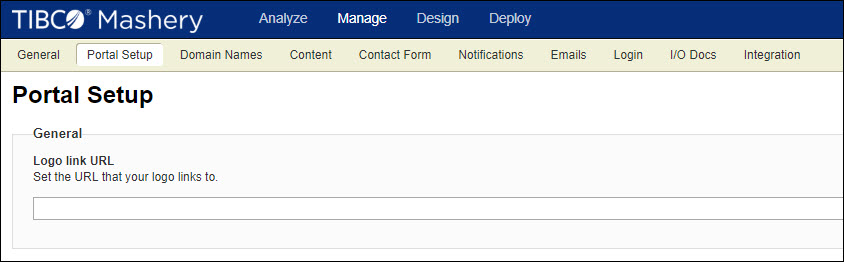 TIBCO® Mashery Analyze Manage Design Deploy
General Portal Setup Domain Names Content Contact Form Notifications Emails Login I/O Docs Integration
Portal Setup
General
Logo link URL
Set the URL that your logo links to.